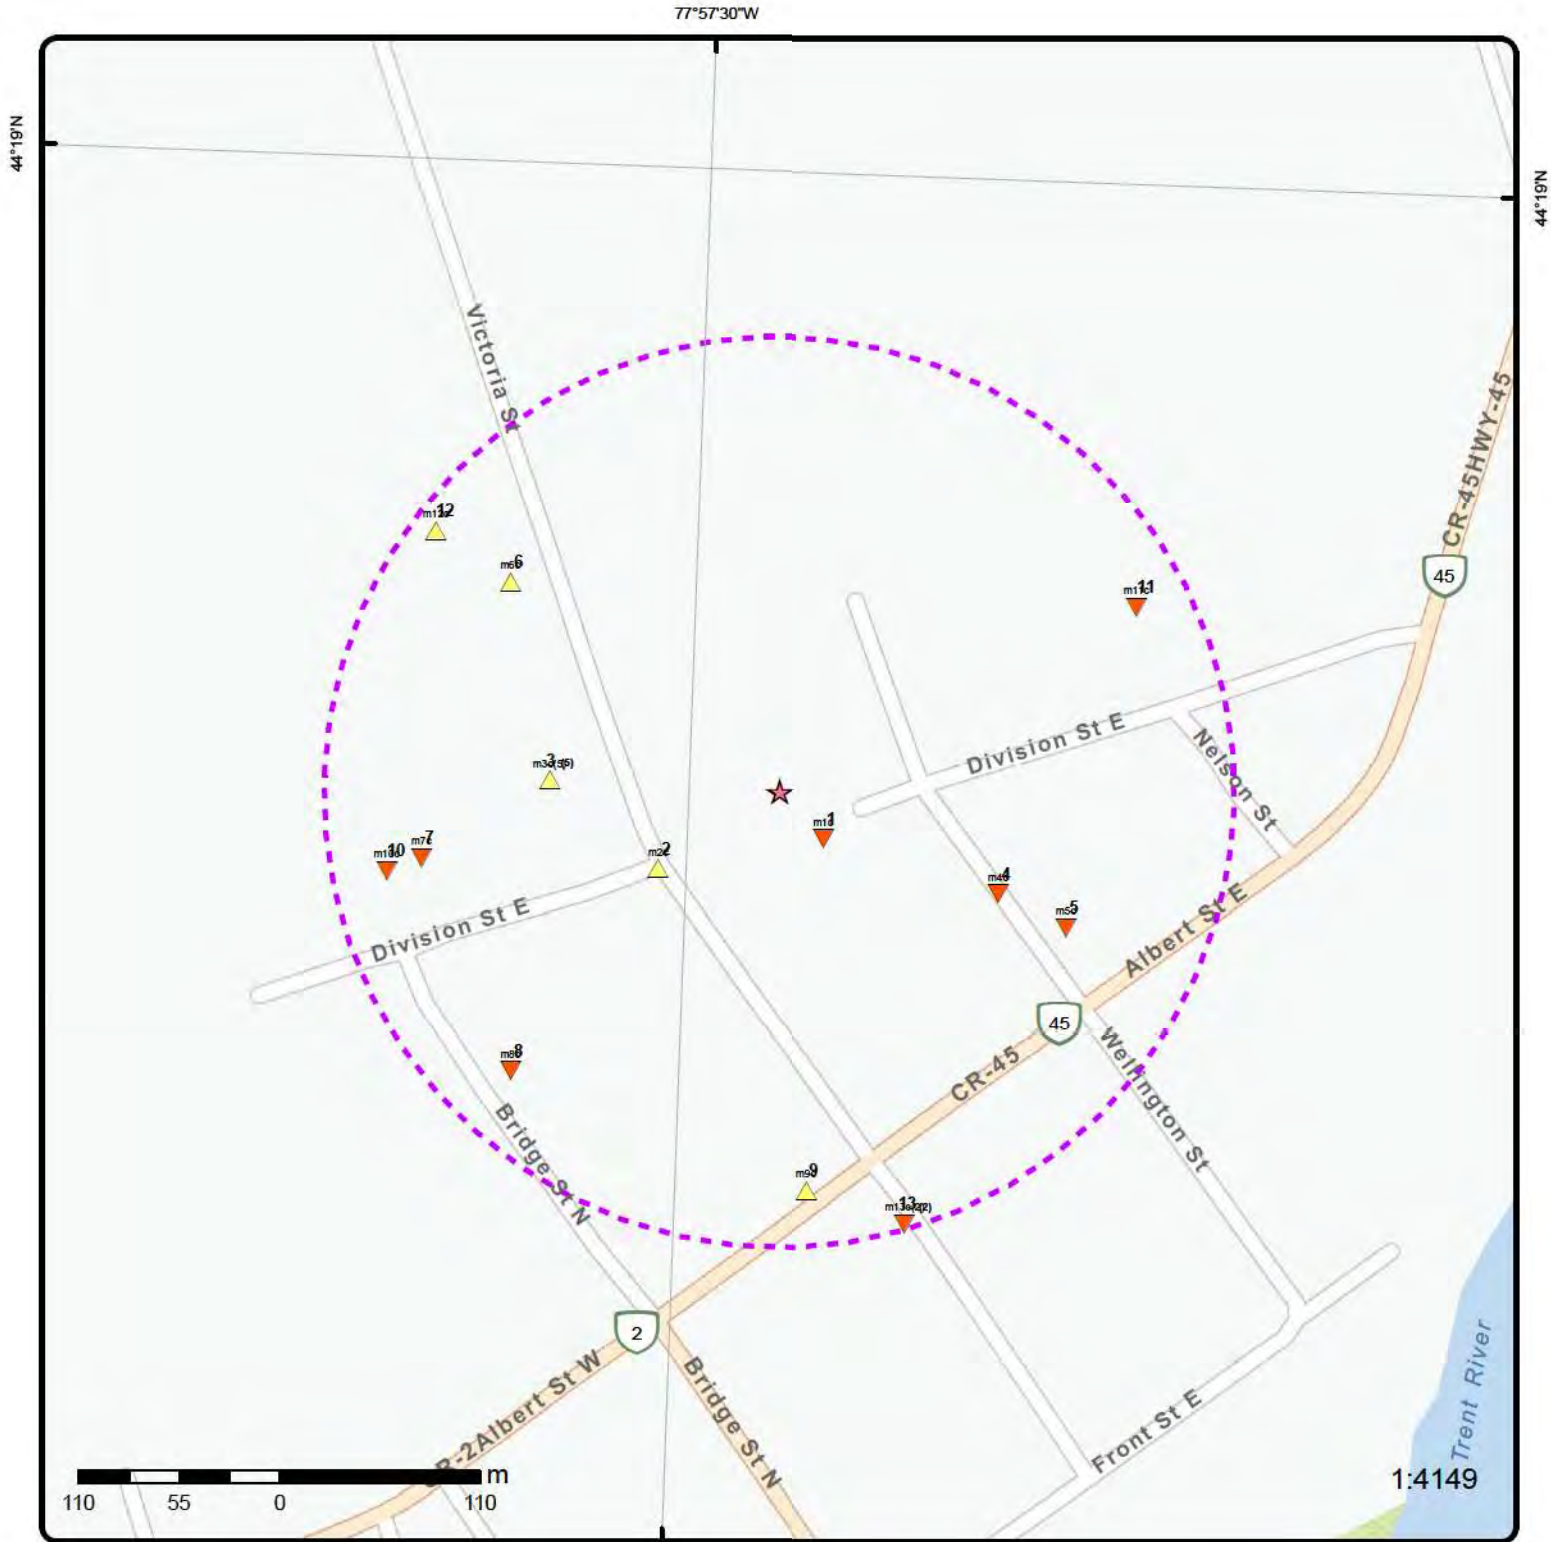 77°57'30"W
44°19'N
44°19'N
Victoria St
CR-45HWY-45
45
12
6
11
Division St E
Nelson St
3
1
2
7
10
4
5
Division St E
Albert St E
45
CR-45
Wellington St
8
Bridge St N
9
13
2
Albert St W
Bridge St N
Front St E
Trent River
m
110 55 0 110
1:4149